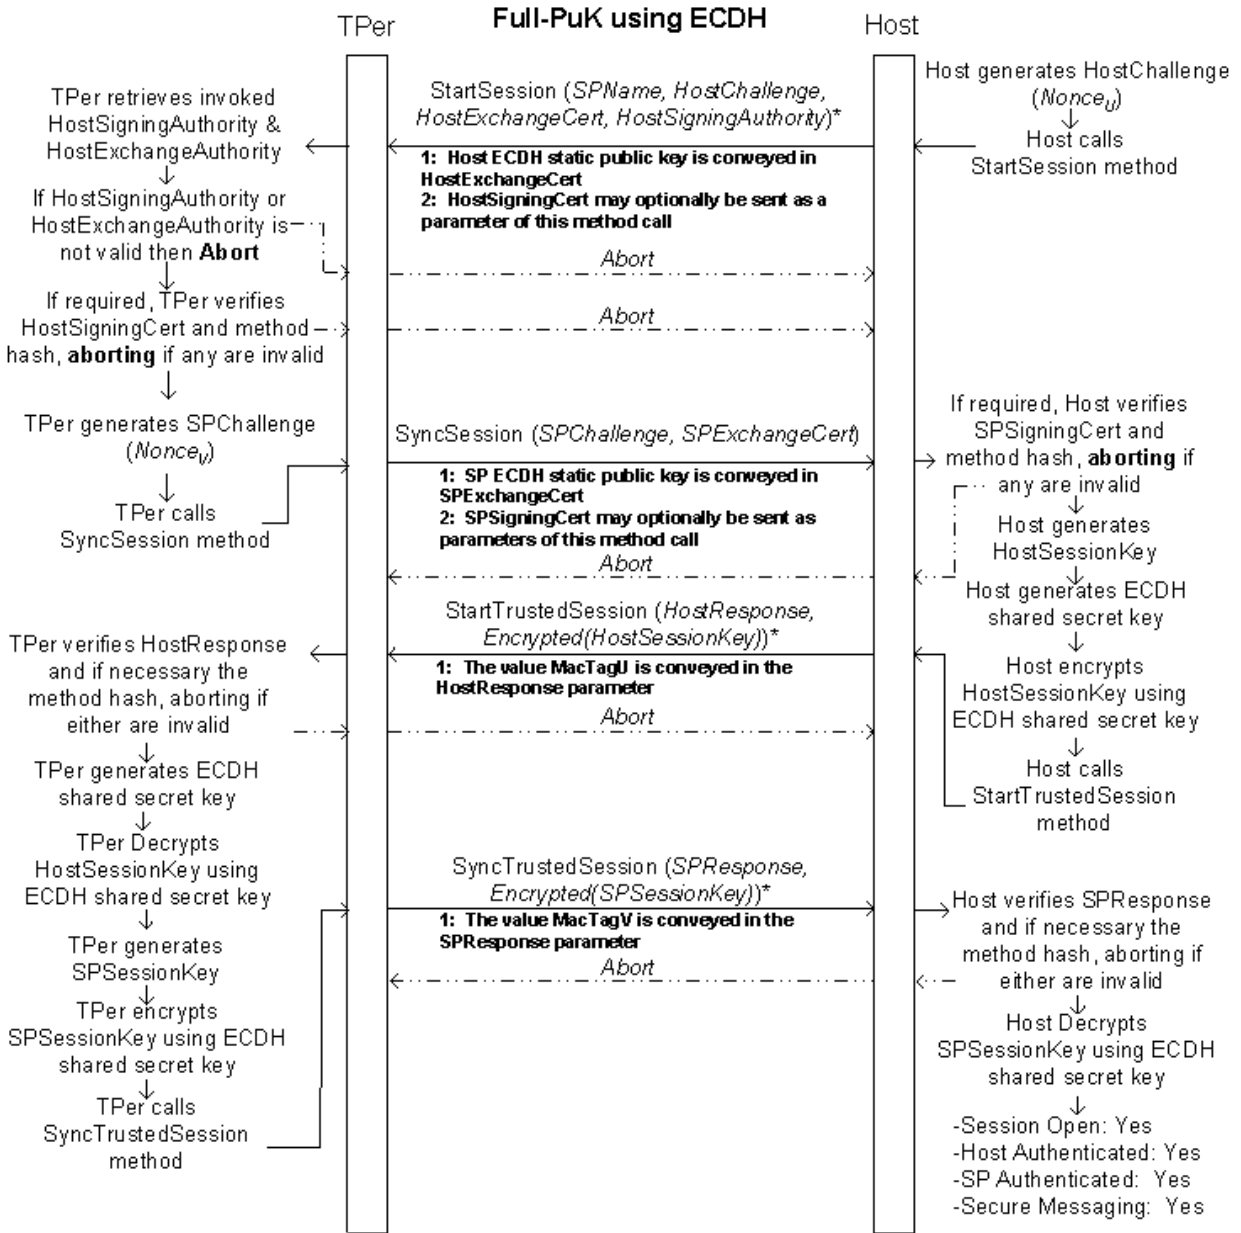 Full-PuK using ECDH
TPer
Host
Host generates HostChallenge
(NonceU)
Host calls
StartSession method
StartSession (SPName, HostChallenge,
HostExchangeCert, HostSigningAuthority)*
1: Host ECDH static public key is conveyed in
HostExchangeCert
2: HostSigningCert may optionally be sent as a
parameter of this method call
TPer retrieves invoked
HostSigningAuthority &
HostExchangeAuthority
If HostSigningAuthority or
HostExchangeAuthority is
not valid then Abort
Abort
If required, TPer verifies
HostSigningCert and method
hash, aborting if any are invalid
Abort
TPer generates SPChallenge
(NonceV)
TPer calls
SyncSession method
SyncSession (SPChallenge, SPExchangeCert)
1: SP ECDH static public key is conveyed in
SPExchangeCert
2: SPSigningCert may optionally be sent as
parameters of this method call
If required, Host verifies
SPSigningCert and
method hash, aborting if
any are invalid
Abort
Host generates
HostSessionKey
Host generates ECDH
shared secret key
Host encrypts
HostSessionKey using
ECDH shared secret key
Host calls
StartTrustedSession
method
StartTrustedSession (HostResponse,
Encrypted(HostSessionKey))*
1: The value MacTagU is conveyed in the
HostResponse parameter
TPer verifies HostResponse
and if necessary the
method hash, aborting if
either are invalid
Abort
TPer generates ECDH
shared secret key
TPer Decrypts
HostSessionKey using
ECDH shared secret key
TPer generates
SPSessionKey
TPer encrypts
SPSessionKey using ECDH
shared secret key
TPer calls
SyncTrustedSession
method
SyncTrustedSession (SPResponse,
Encrypted(SPSessionKey))*
1: The value MacTagV is conveyed in the
SPResponse parameter
Host verifies SPResponse
and if necessary the
method hash, aborting if
either are invalid
Abort
Host Decrypts
SPSessionKey using ECDH
shared secret key
-Session Open: Yes
-Host Authenticated: Yes
-SP Authenticated: Yes
-Secure Messaging: Yes